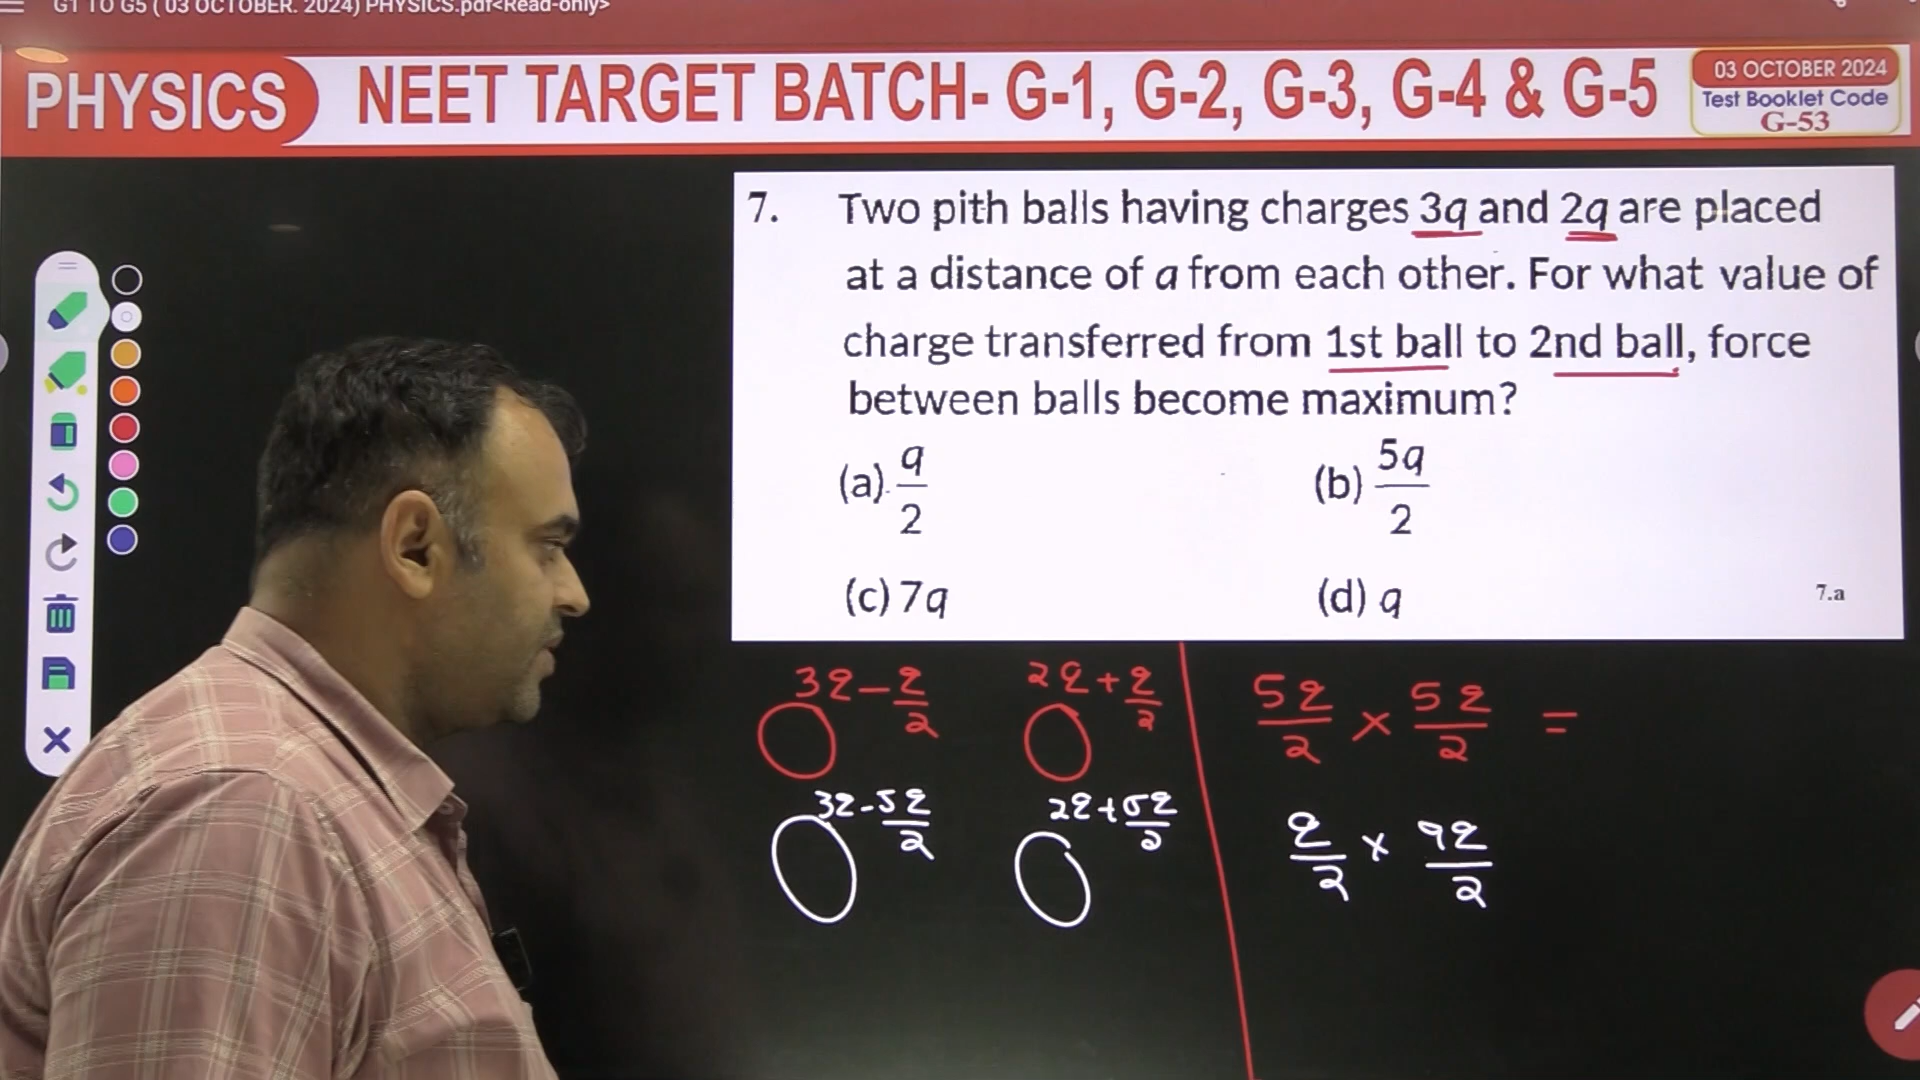 G1 TO G5 ( 03 OCTOBER. 2024) PHYSICS.pdf<Read-only>
PHYSICS
NEET TARGET BATCH- G-1, G-2, G-3, G-4 & G-5
03 OCTOBER 2024
Test Booklet Code
G-53
7. Two pith balls having charges 3q and 2q are placed
at a distance of a from each other. For what value of
charge transferred from 1st ball to 2nd ball, force
between balls become maximum?
(a) q/2 (b) 5q/2
(c) 7q (d) q
7.a
3q - q/2 2q + q/2 5q/2 × 5q/2 =
3q - 5q/2 2q + 5q/2 q/2 × 9q/2